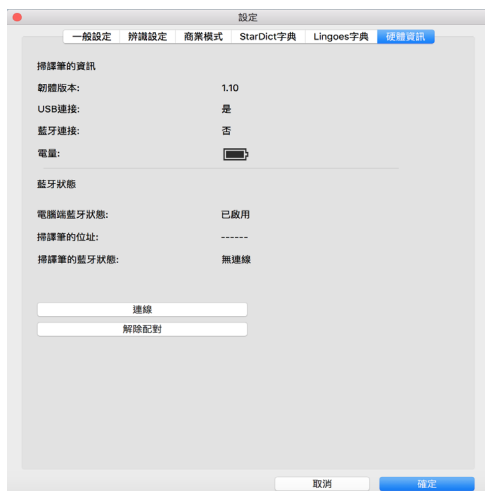 設定
一般設定 辨識設定 商業模式 StarDict字典 Lingoes字典 硬體資訊
掃譯筆的資訊
韌體版本: 1.10
USB連接: 是
藍牙連接: 否
電量:
藍牙狀態
電腦端藍牙狀態: 已啟用
掃譯筆的位址: ------
掃譯筆的藍牙狀態: 無連線
連線
解除配對
取消 確定